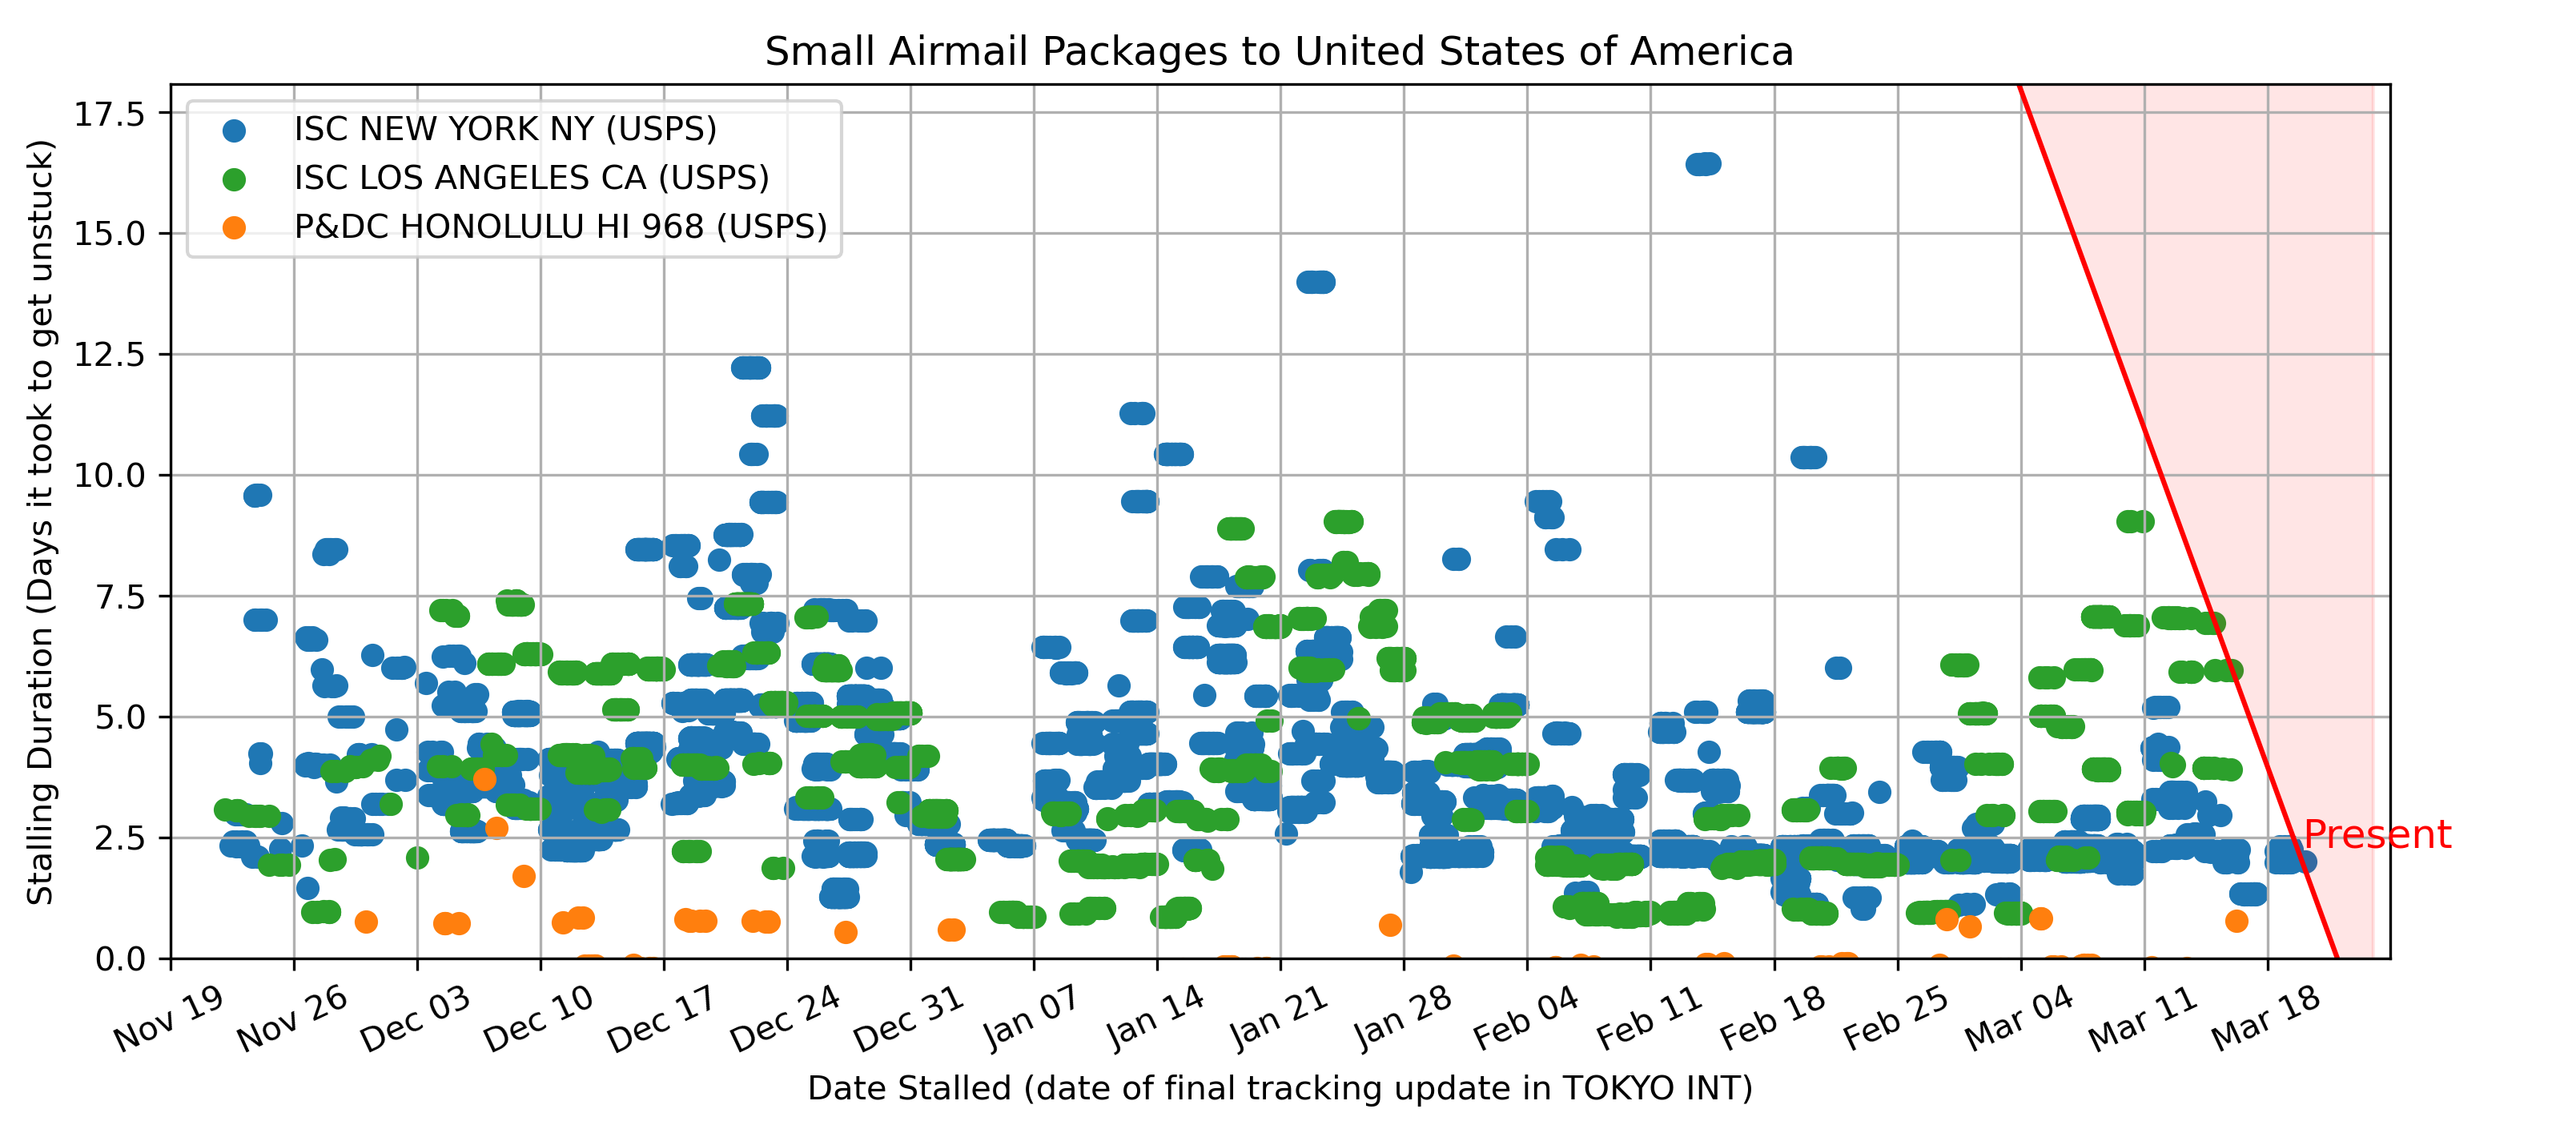 Small Airmail Packages to United States of America
ISC NEW YORK NY (USPS)
ISC LOS ANGELES CA (USPS)
P&DC HONOLULU HI 968 (USPS)
Stalling Duration (Days it took to get unstuck)
17.5
15.0
12.5
10.0
7.5
5.0
2.5
0.0
Present
Nov 19
Nov 26
Dec 03
Dec 10
Dec 17
Dec 24
Dec 31
Jan 07
Jan 14
Jan 21
Jan 28
Feb 04
Feb 11
Feb 18
Feb 25
Mar 04
Mar 11
Mar 18
Date Stalled (date of final tracking update in TOKYO INT)